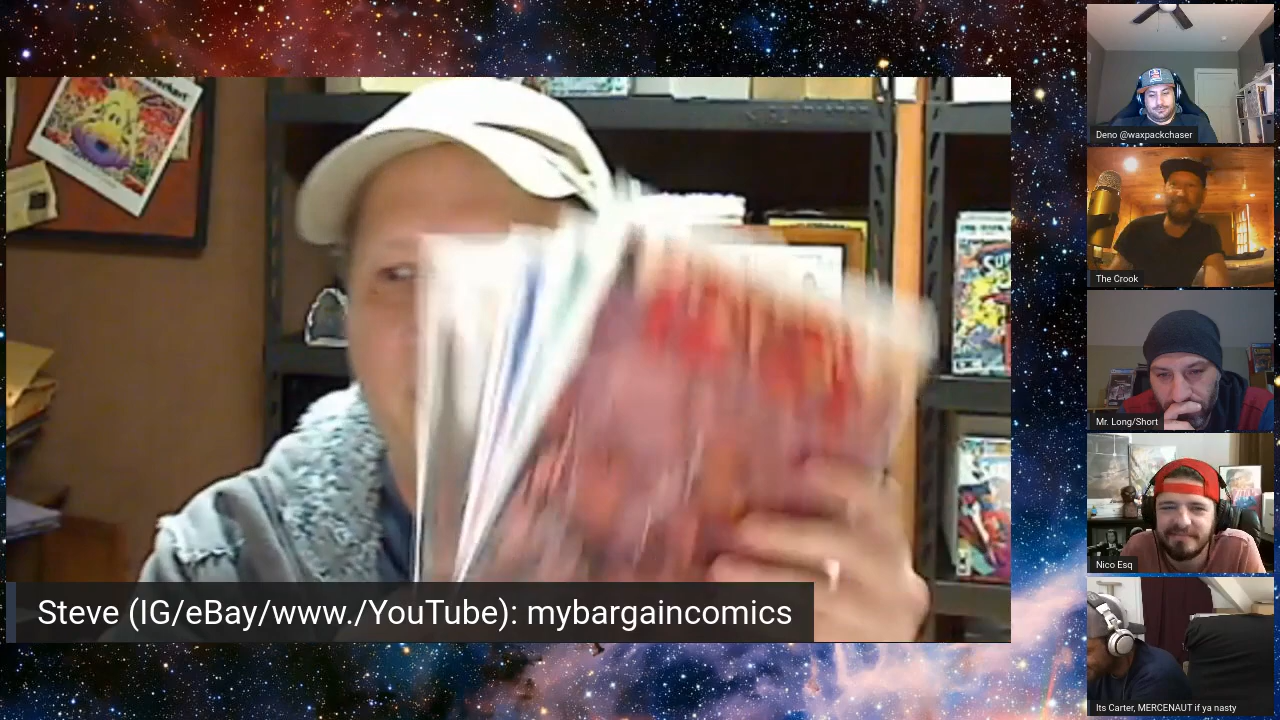 Steve (IG/eBay/www./YouTube): mybargaincomics
Deno @waxpackchaser
The Crook
Mr. Long/Short
Nico Esq
Its Carter, MERCENAUT if ya nasty